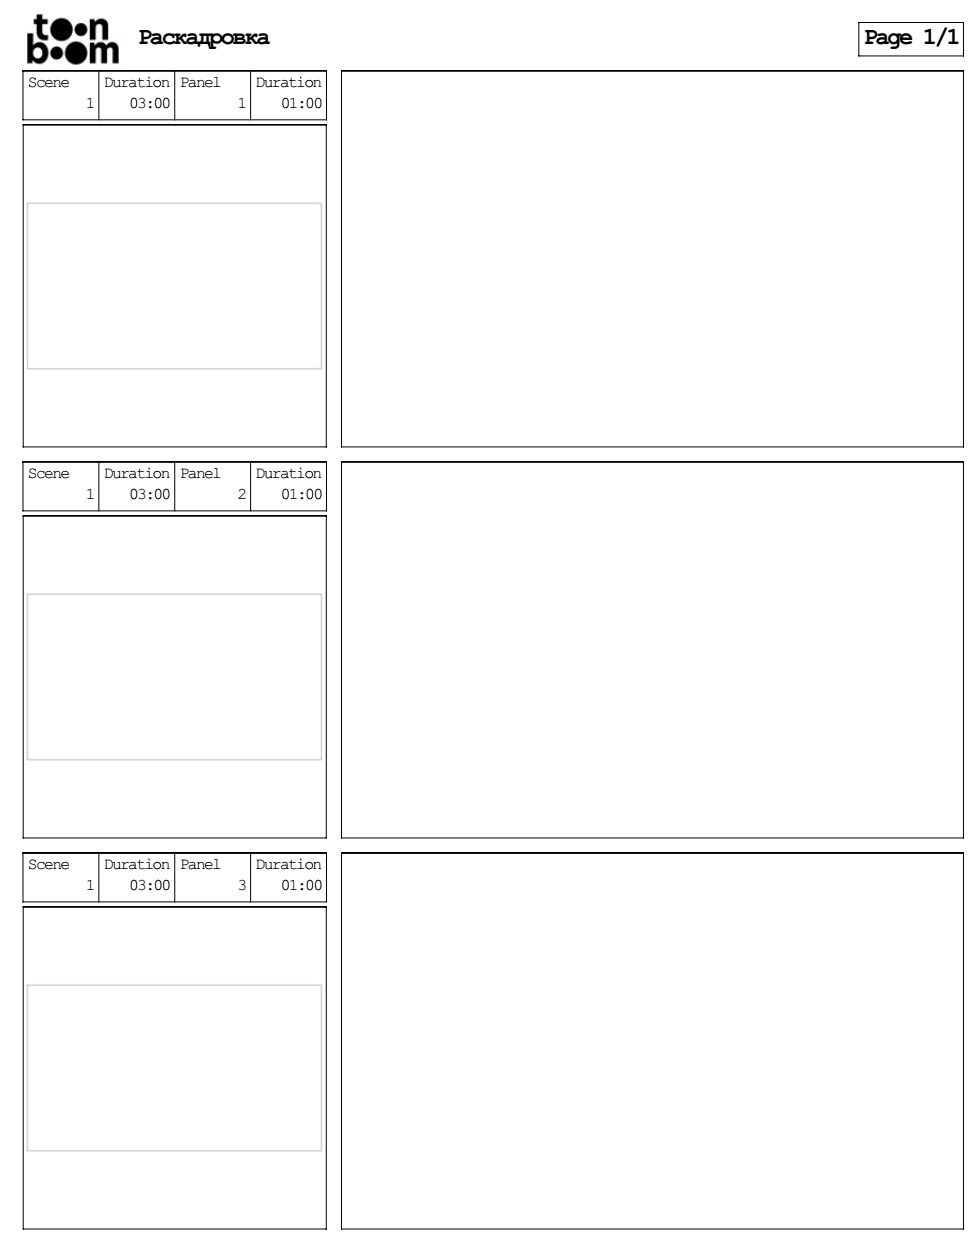 toon
boom
Раскадровка
Page 1/1
Scene Duration Panel Duration
1 03:00 1 01:00
Scene Duration Panel Duration
1 03:00 2 01:00
Scene Duration Panel Duration
1 03:00 3 01:00